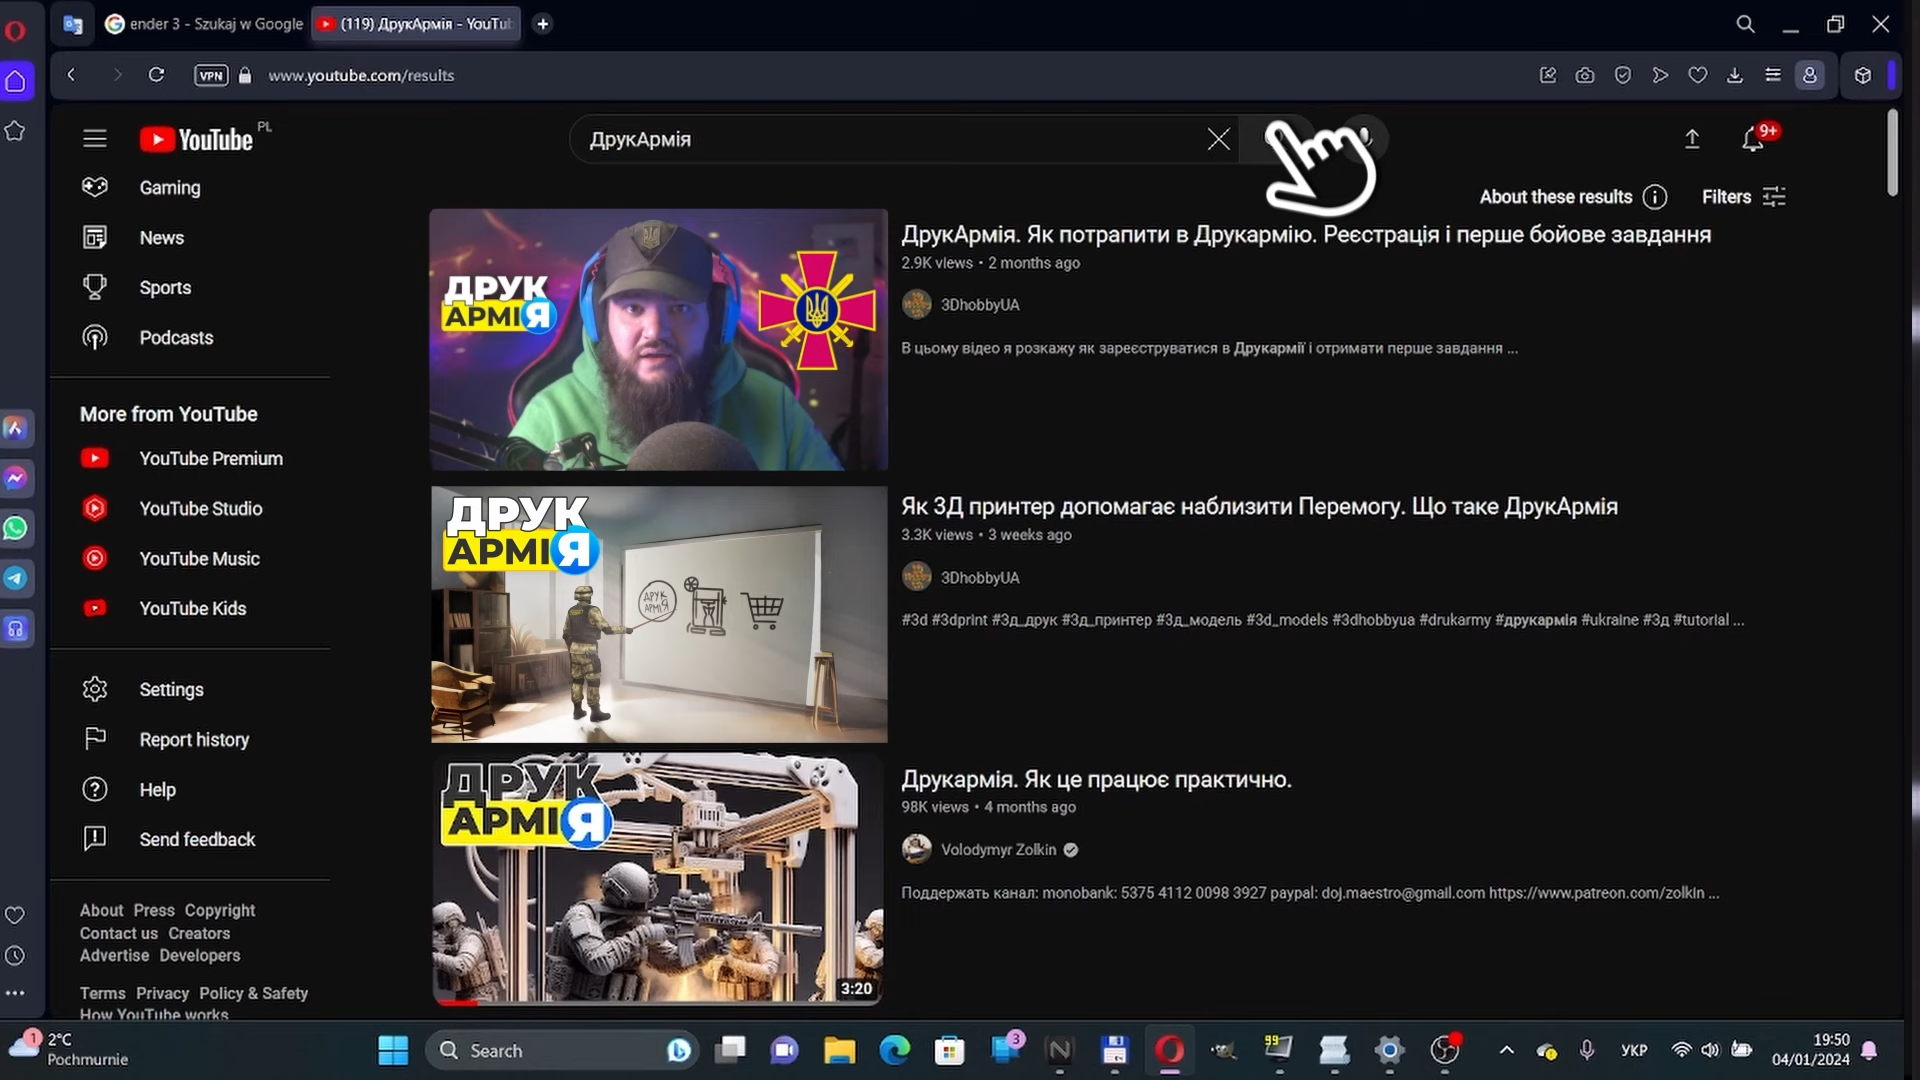 ender 3 - Szukaj w Google
(119) ДрукАрмія - YouTu
VPN
www.youtube.com/results
YouTube PL
ДрукАрмія
9+
About these results
Filters
Gaming
News
Sports
Podcasts
More from YouTube
YouTube Premium
YouTube Studio
YouTube Music
YouTube Kids
Settings
Report history
Help
Send feedback
About Press Copyright
Contact us Creators
Advertise Developers
Terms Privacy Policy & Safety
How YouTube works
ДРУК
АРМІЯ
ДрукАрмія. Як потрапити в Друкармію. Реєстрація і перше бойове завдання
2.9K views • 2 months ago
3DhobbyUA
В цьому відео я розкажу як зареєструватися в Друкармії і отримати перше завдання ...
ДРУК
АРМІЯ
ДРУК
АРМІЯ
Як 3Д принтер допомагає наблизити Перемогу. Що таке ДрукАрмія
3.3K views • 3 weeks ago
3DhobbyUA
#3d #3dprint #3д_друк #3д_принтер #3д_модель #3d_models #3dhobbyua #drukarmy #друкармія #ukraine #3д #tutorial ...
ДРУК
АРМІЯ
3:20
Друкармія. Як це працює практично.
98K views • 4 months ago
Volodymyr Zolkin
Поддержать канал: monobank: 5375 4112 0098 3927 paypal: doj.maestro@gmail.com https://www.patreon.com/zolkin ...
1
2°C
Pochmurnie
Search
3
99
УКР
19:50
04/01/2024